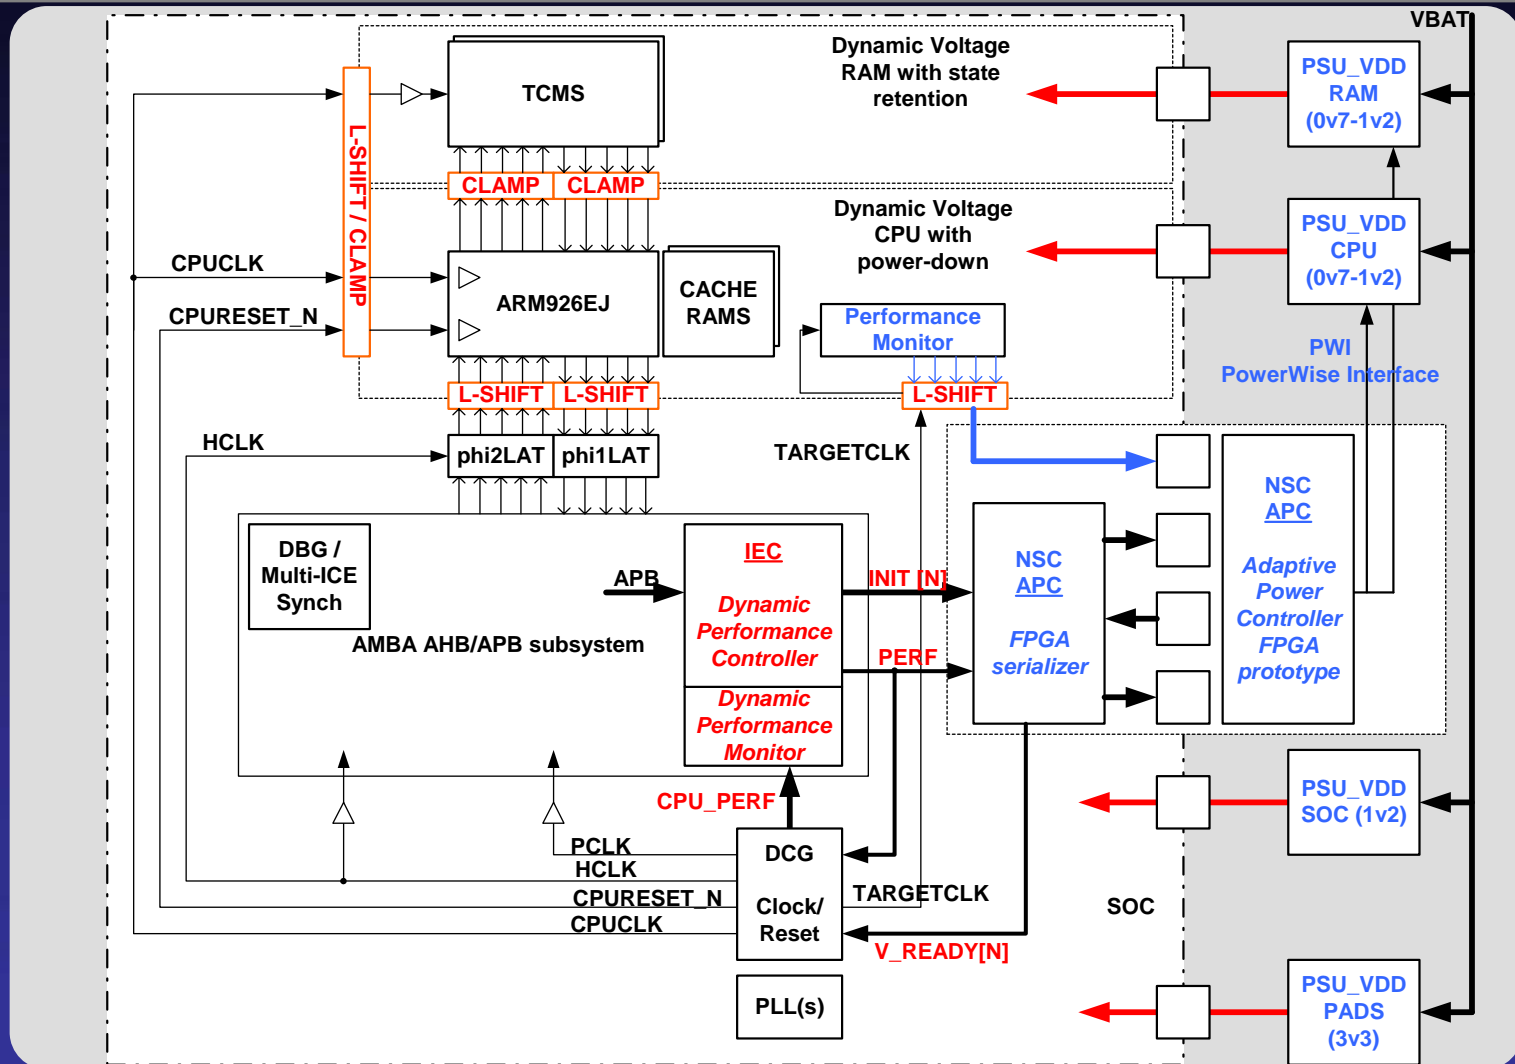 VBAT
Dynamic Voltage
RAM with state
retention
PSU_VDD
RAM
(0v7-1v2)
TCMS
L-SHIFT / CLAMP
CLAMP
CLAMP
Dynamic Voltage
CPU with
power-down
PSU_VDD
CPU
(0v7-1v2)
CPUCLK
ARM926EJ
CACHE
RAMS
CPURESET_N
Performance
Monitor
PWI
PowerWise Interface
L-SHIFT
L-SHIFT
L-SHIFT
HCLK
phi2LAT
phi1LAT
TARGETCLK
DBG /
Multi-ICE
Synch
AMBA AHB/APB subsystem
APB
IEC
Dynamic
Performance
Controller
Dynamic
Performance
Monitor
INIT [N]
PERF
NSC
APC
FPGA
serializer
NSC
APC
Adaptive
Power
Controller
FPGA
prototype
CPU_PERF
PSU_VDD
SOC (1v2)
PCLK
HCLK
CPURESET_N
CPUCLK
DCG
Clock/
Reset
TARGETCLK
V_READY[N]
SOC
PLL(s)
PSU_VDD
PADS
(3v3)